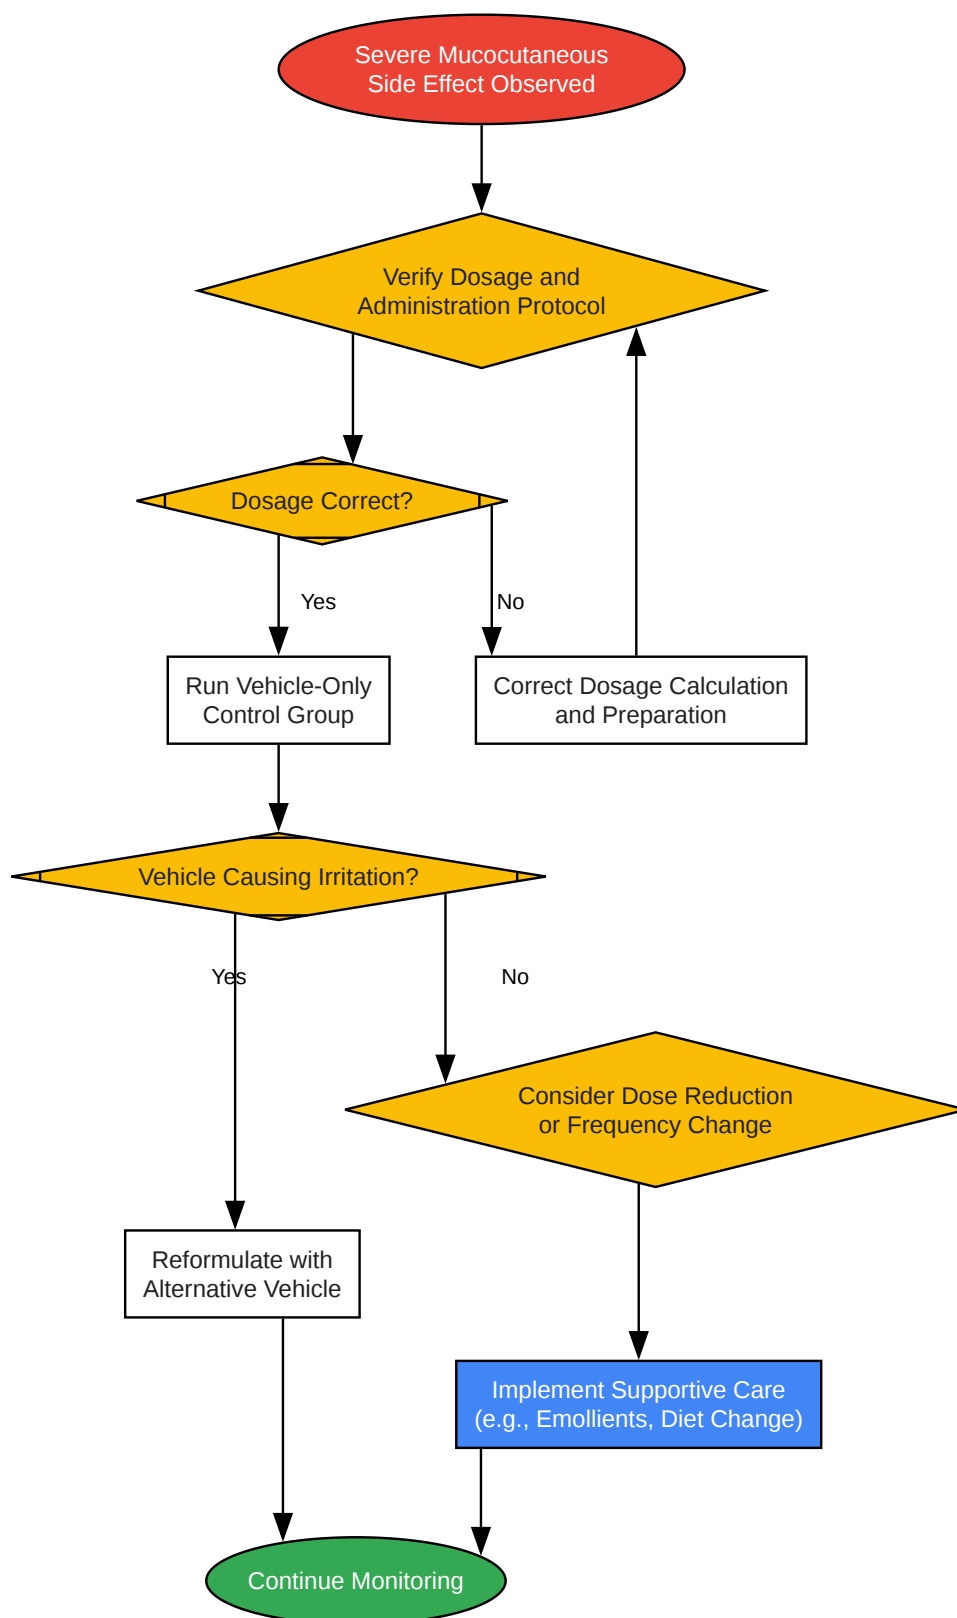 Severe Mucocutaneous
Side Effect Observed
Verify Dosage and
Administration Protocol
Dosage Correct?
Yes
No
Run Vehicle-Only
Control Group
Correct Dosage Calculation
and Preparation
Vehicle Causing Irritation?
Yes
No
Consider Dose Reduction
or Frequency Change
Reformulate with
Alternative Vehicle
Implement Supportive Care
(e.g., Emollients, Diet Change)
Continue Monitoring